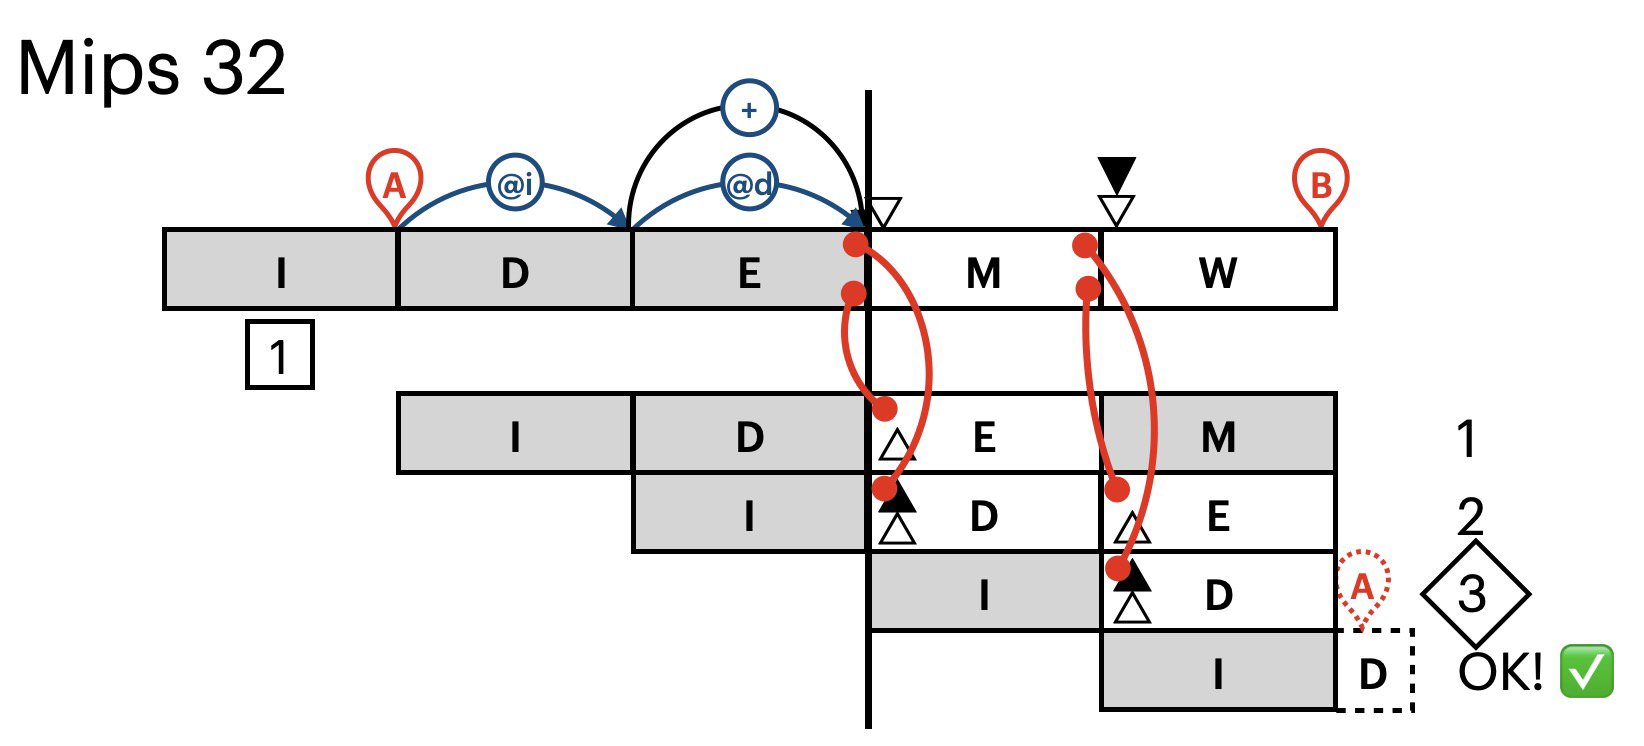 Mips 32
+
A @i @d B
I D E M W
1
I D E M 1
I D E 2
I D A 3
I D OK!